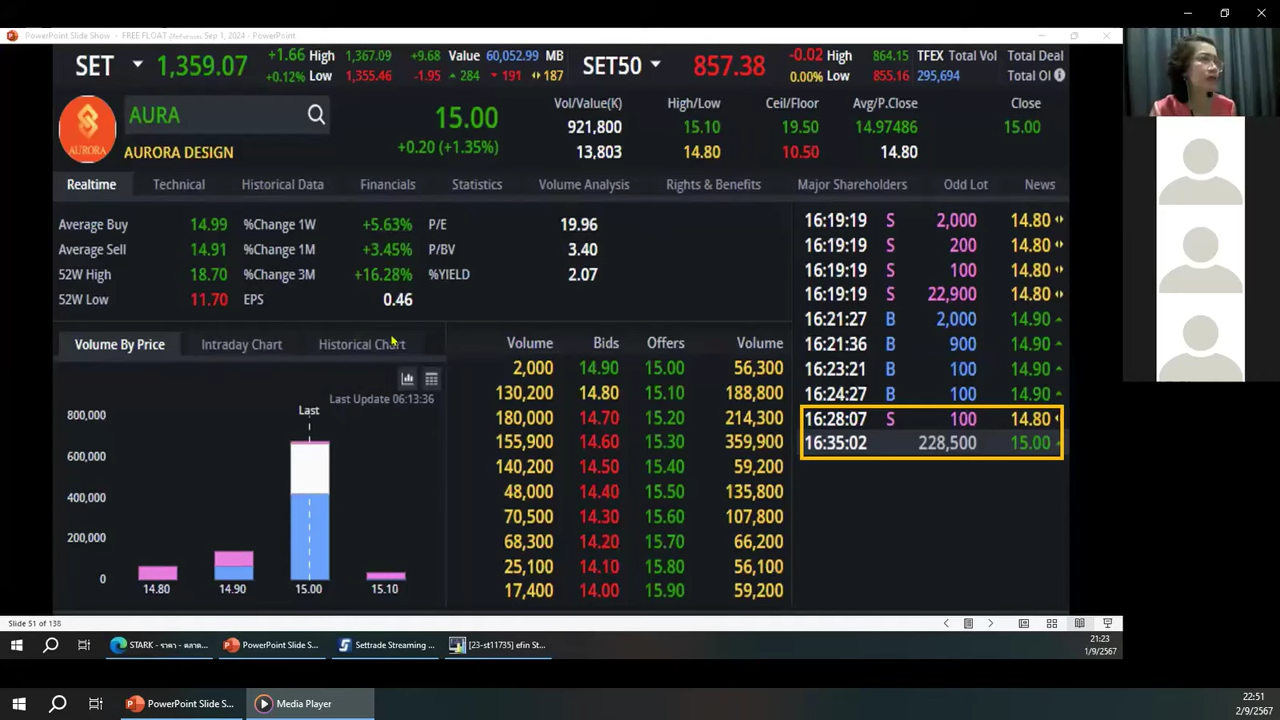 PowerPoint Slide Show - FREE FLOAT (Reference Sep 1, 2024 - PowerPoint
SET 1,359.07 +1.66 High 1,367.09 +9.68 Value 60,052.99 MB SET50 857.38 -0.02 High 864.15 TFEX Total Vol Total Deal
+0.12% Low 1,355.46 -1.95 284 191 187 0.00% Low 855.16 295,694 Total OI
AURA 15.00 Vol/Value(K) High/Low Ceil/Floor Avg/P.Close Close
921,800 15.10 19.50 14.97486 15.00
AURORA
AURORA DESIGN +0.20 (+1.35%) 13,803 14.80 10.50 14.80
Realtime Technical Historical Data Financials Statistics Volume Analysis Rights & Benefits Major Shareholders Odd Lot News
Average Buy 14.99 %Change 1W +5.63% P/E 19.96
Average Sell 14.91 %Change 1M +3.45% P/BV 3.40
52W High 18.70 %Change 3M +16.28% %YIELD 2.07
52W Low 11.70 EPS 0.46
16:19:19 S 2,000 14.80
16:19:19 S 200 14.80
16:19:19 S 100 14.80
16:19:19 S 22,900 14.80
16:21:27 B 2,000 14.90
16:21:36 B 900 14.90
16:23:21 B 100 14.90
16:24:27 B 100 14.90
16:28:07 S 100 14.80
16:35:02 228,500 15.00
Volume By Price Intraday Chart Historical Chart
Last Update 06:13:36
Last
800,000
600,000
400,000
200,000
0
14.80 14.90 15.00 15.10
Volume Bids Offers Volume
2,000 14.90 15.00 56,300
130,200 14.80 15.10 188,800
180,000 14.70 15.20 214,300
155,900 14.60 15.30 359,900
140,200 14.50 15.40 59,200
48,000 14.40 15.50 135,800
70,500 14.30 15.60 107,800
68,300 14.20 15.70 66,200
25,100 14.10 15.80 56,100
17,400 14.00 15.90 59,200
Slide 51 of 138
STARK - ราคา - ตลาด... PowerPoint Slide S... Settrade Streaming ... [23-st11735] efin St...
21:23
1/9/2567
PowerPoint Slide S... Media Player
22:51
2/9/2567